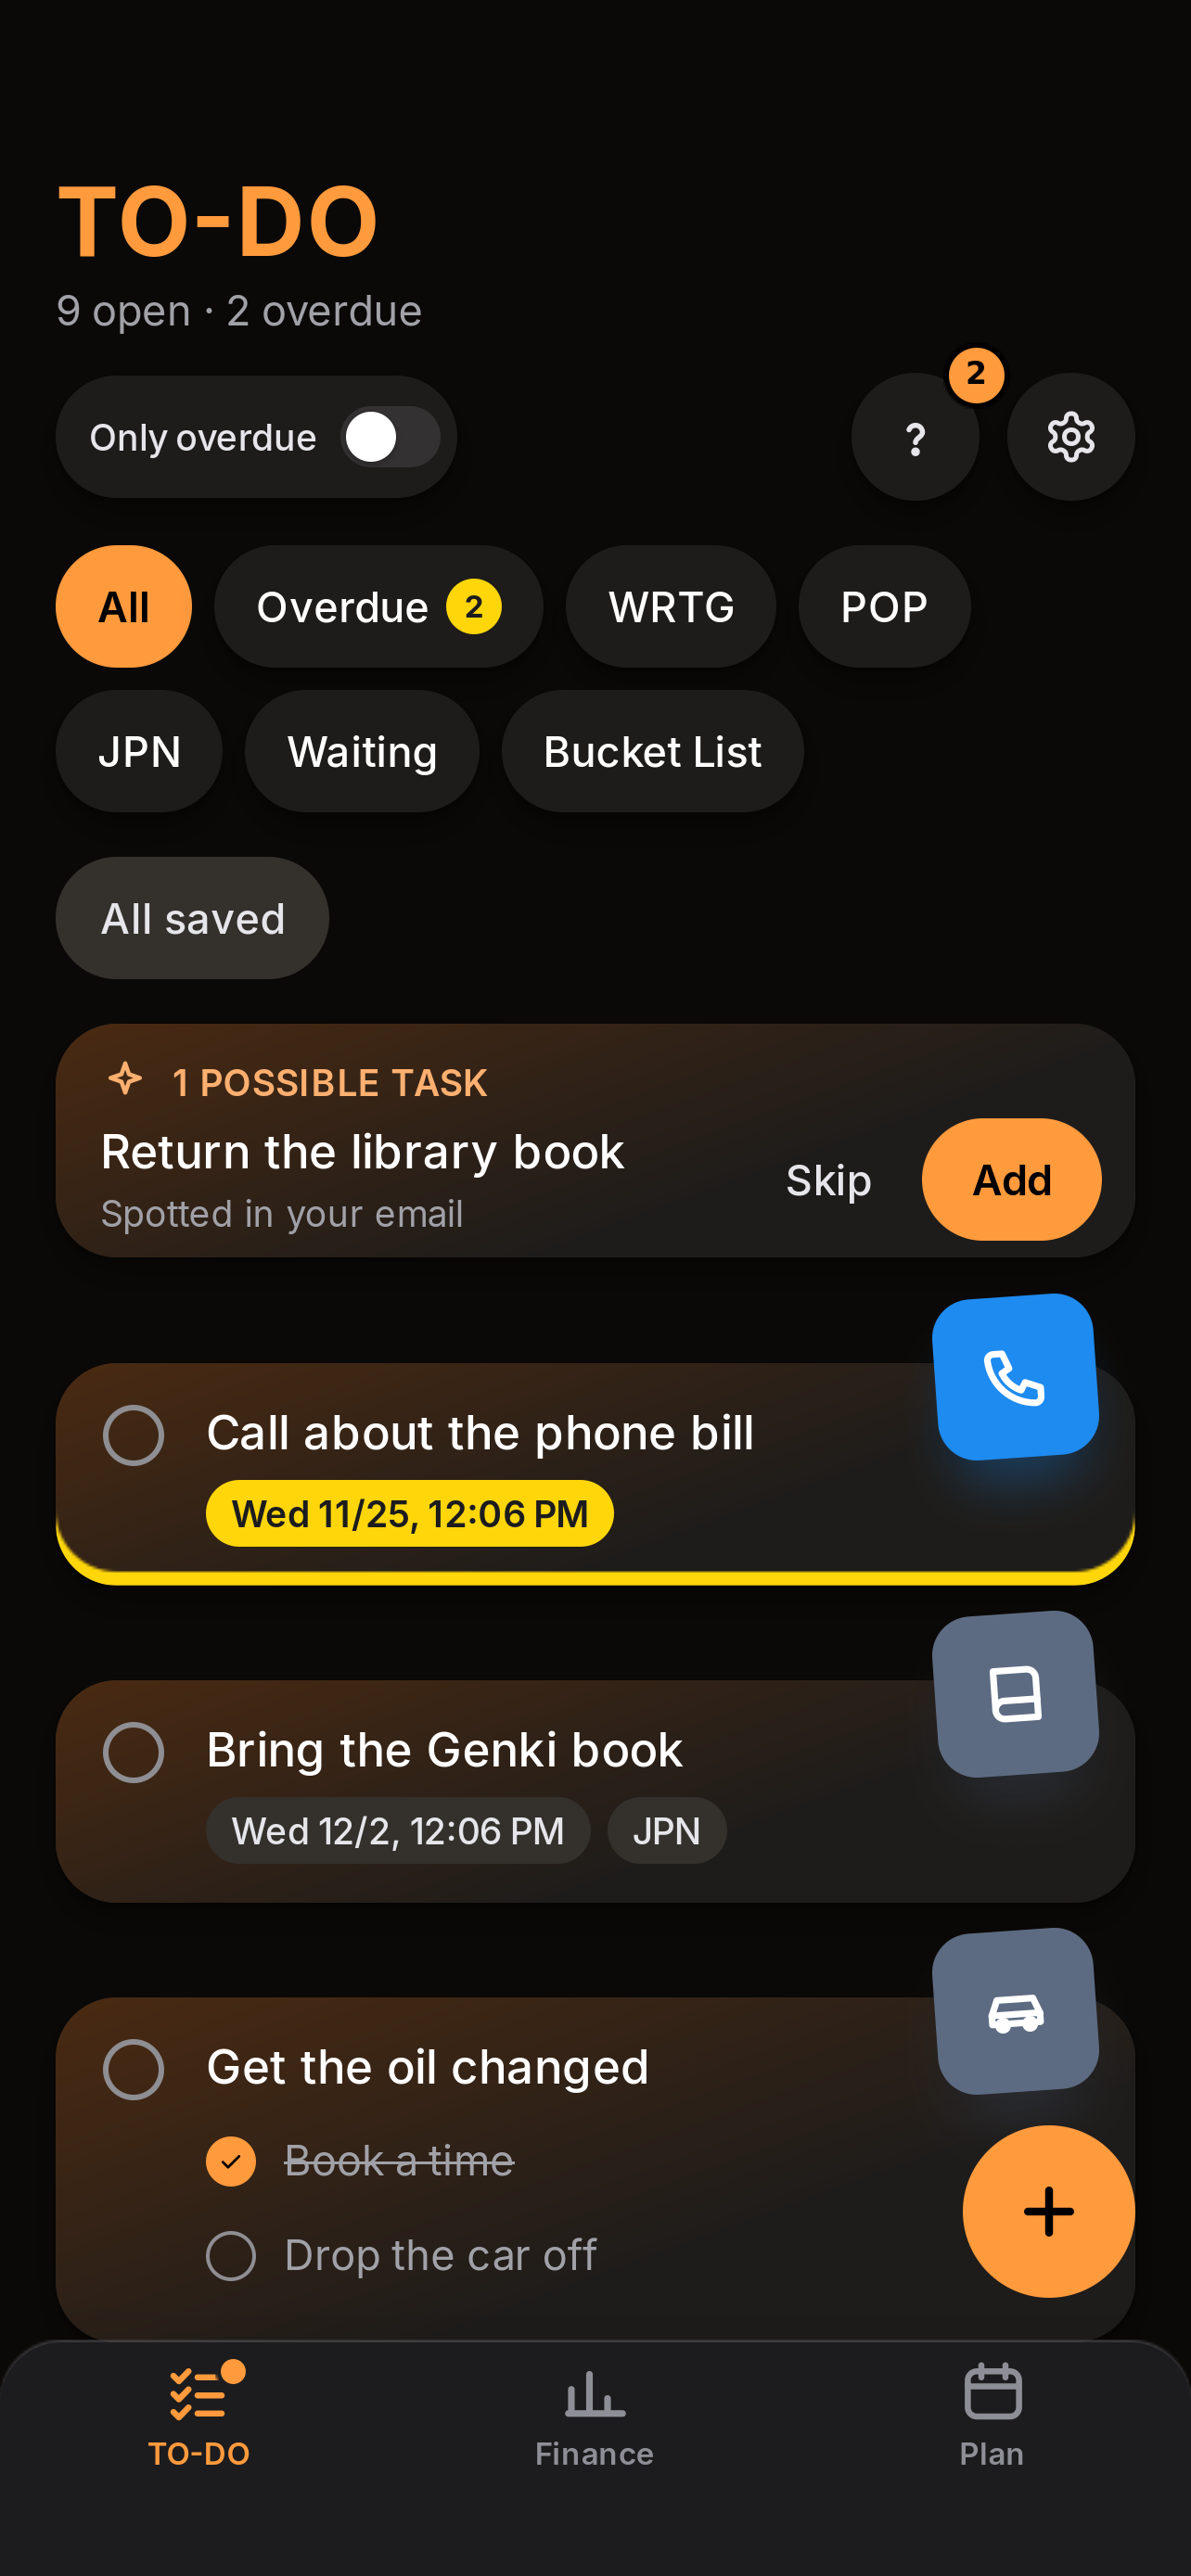 TO-DO
9 open · 2 overdue
Only overdue
? 2
All Overdue 2 WRTG POP
JPN Waiting Bucket List
All saved
1 POSSIBLE TASK
Return the library book
Spotted in your email
Skip Add
Call about the phone bill
Wed 11/25, 12:06 PM
Bring the Genki book
Wed 12/2, 12:06 PM JPN
Get the oil changed
Book a time
Drop the car off
TO-DO Finance Plan